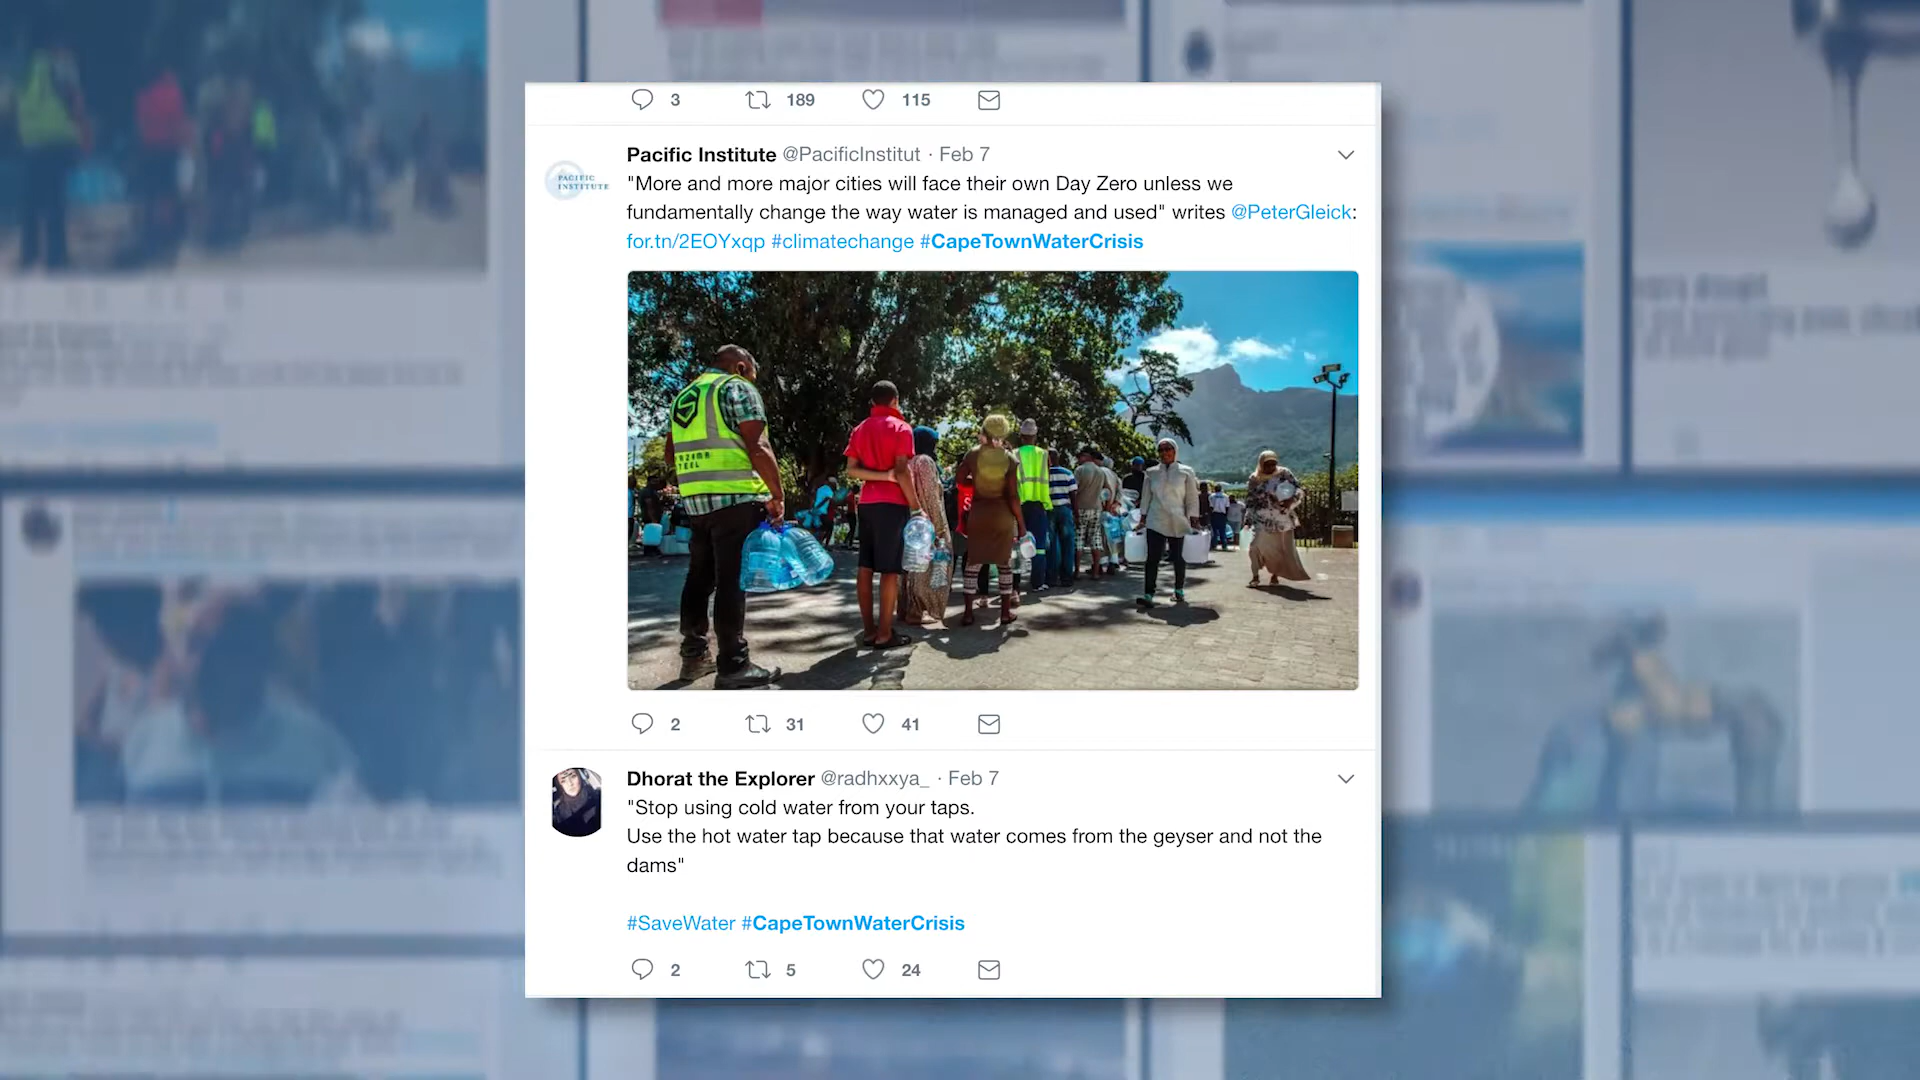 3 189 115
Pacific Institute @PacificInstitut · Feb 7
PACIFIC
INSTITUTE
"More and more major cities will face their own Day Zero unless we
fundamentally change the way water is managed and used" writes @PeterGleick:
for.tn/2EOYxqp #climatechange #CapeTownWaterCrisis
2 31 41
Dhorat the Explorer @radhxxya_ · Feb 7
"Stop using cold water from your taps.
Use the hot water tap because that water comes from the geyser and not the
dams"
#SaveWater #CapeTownWaterCrisis
2 5 24